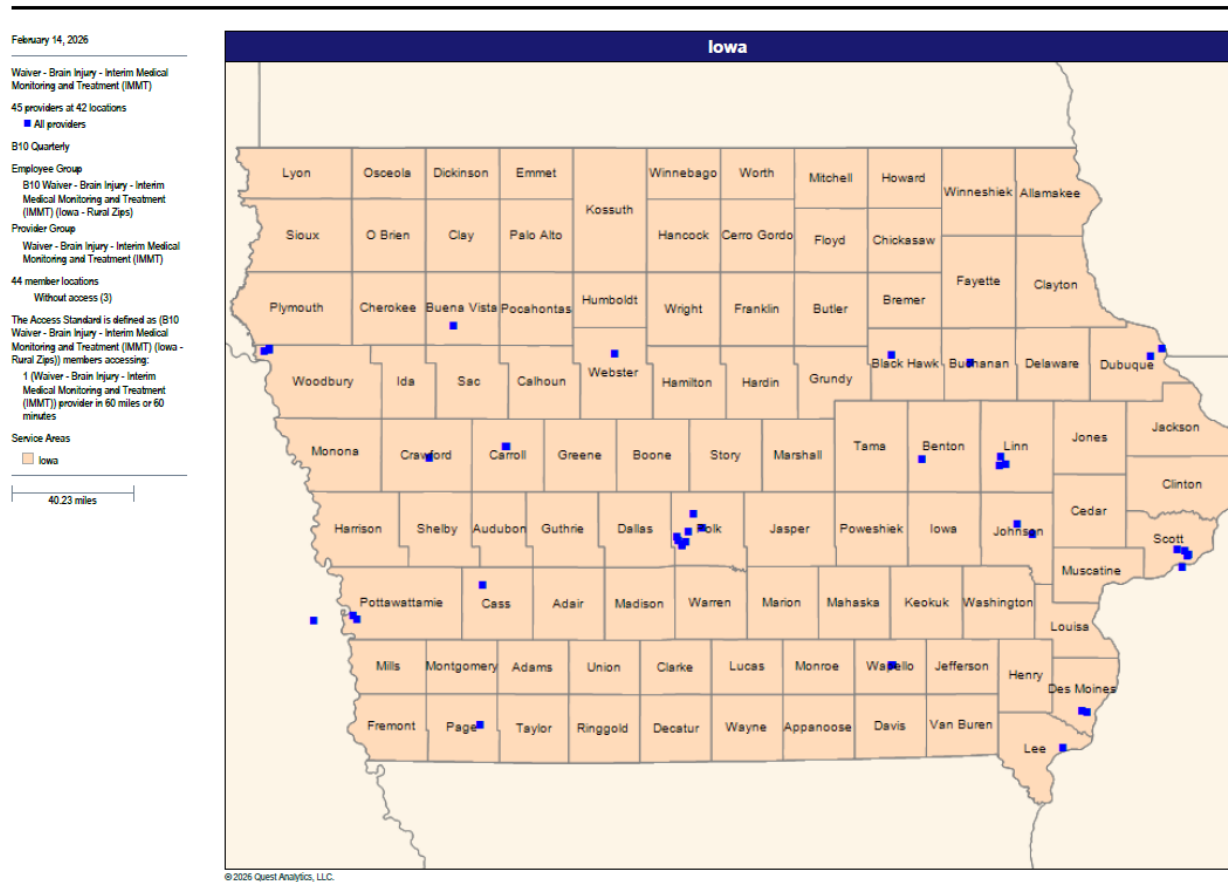 February 14, 2026
Waiver - Brain Injury - Interim Medical
Monitoring and Treatment (IMMT)
45 providers at 42 locations
All providers
B10 Quarterly
Employee Group
B10 Waiver - Brain Injury - Interim
Medical Monitoring and Treatment
(IMMT) (Iowa - Rural Zips)
Provider Group
Waiver - Brain Injury - Interim Medical
Monitoring and Treatment (IMMT)
44 member locations
Without access (3)
The Access Standard is defined as (B10
Waiver - Brain Injury - Interim Medical
Monitoring and Treatment (IMMT) (Iowa -
Rural Zips)) members accessing:
1 (Waiver - Brain Injury - Interim
Medical Monitoring and Treatment
(IMMT)) provider in 60 miles or 60
minutes
Service Areas
Iowa
40.23 miles
Iowa
Lyon Osceola Dickinson Emmet Winnebago Worth Mitchell Howard Winneshiek Allamakee
Kossuth
Sioux O Brien Clay Palo Alto Hancock Cerro Gordo Floyd Chickasaw
Fayette Clayton
Plymouth Cherokee Buena Vista Pocahontas Humboldt Wright Franklin Butler Bremer
Woodbury Ida Sac Calhoun Webster Hamilton Hardin Grundy Black Hawk Buchanan Delaware Dubuque
Monona Crawford Carroll Greene Boone Story Marshall Tama Benton Linn Jones Jackson
Clinton
Harrison Shelby Audubon Guthrie Dallas Polk Jasper Poweshiek Iowa Johnson Cedar Scott
Muscatine
Pottawattamie Cass Adair Madison Warren Marion Mahaska Keokuk Washington
Louisa
Mills Montgomery Adams Union Clarke Lucas Monroe Wapello Jefferson Henry Des Moines
Fremont Page Taylor Ringgold Decatur Wayne Appanoose Davis Van Buren Lee
© 2026 Quest Analytics, LLC.